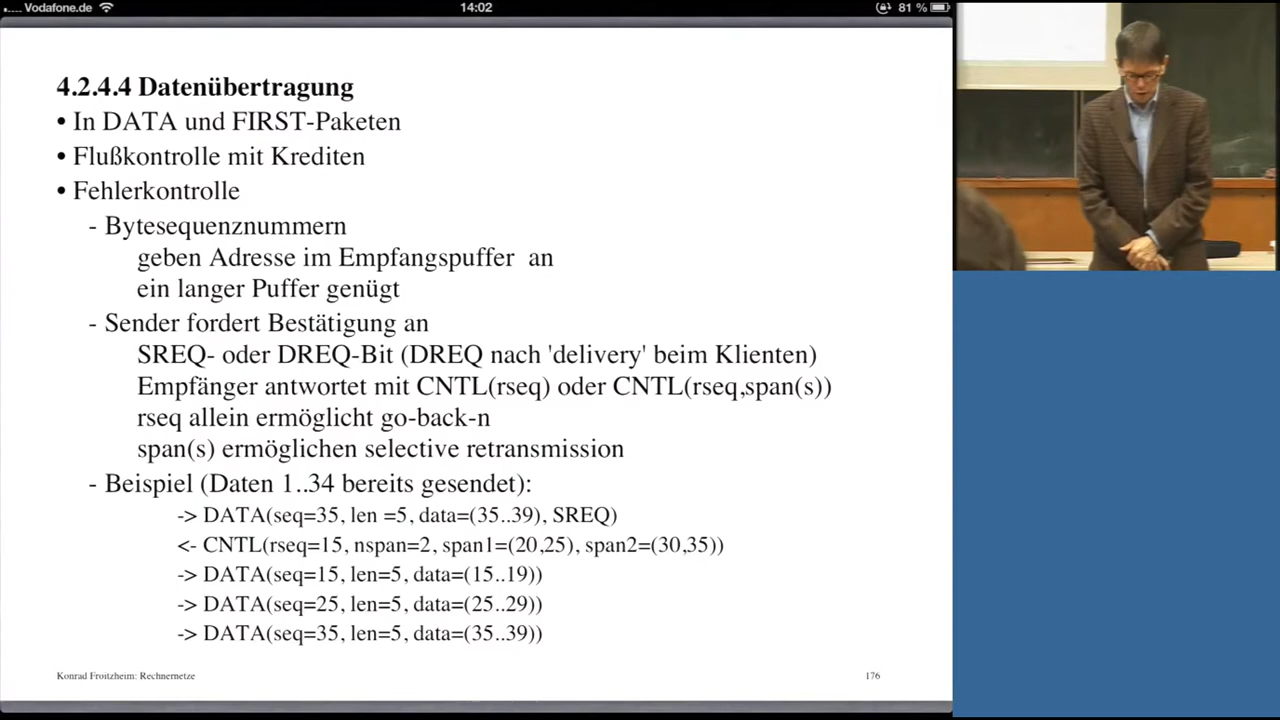 Vodafone.de 14:02 81 %
4.2.4.4 Datenübertragung
• In DATA und FIRST-Paketen
• Flußkontrolle mit Krediten
• Fehlerkontrolle
- Bytesequenznummern
geben Adresse im Empfangspuffer an
ein langer Puffer genügt
- Sender fordert Bestätigung an
SREQ- oder DREQ-Bit (DREQ nach 'delivery' beim Klienten)
Empfänger antwortet mit CNTL(rseq) oder CNTL(rseq,span(s))
rseq allein ermöglicht go-back-n
span(s) ermöglichen selective retransmission
- Beispiel (Daten 1..34 bereits gesendet):
-> DATA(seq=35, len =5, data=(35..39), SREQ)
<- CNTL(rseq=15, nspan=2, span1=(20,25), span2=(30,35))
-> DATA(seq=15, len=5, data=(15..19))
-> DATA(seq=25, len=5, data=(25..29))
-> DATA(seq=35, len=5, data=(35..39))
Konrad Froitzheim: Rechnernetze 176